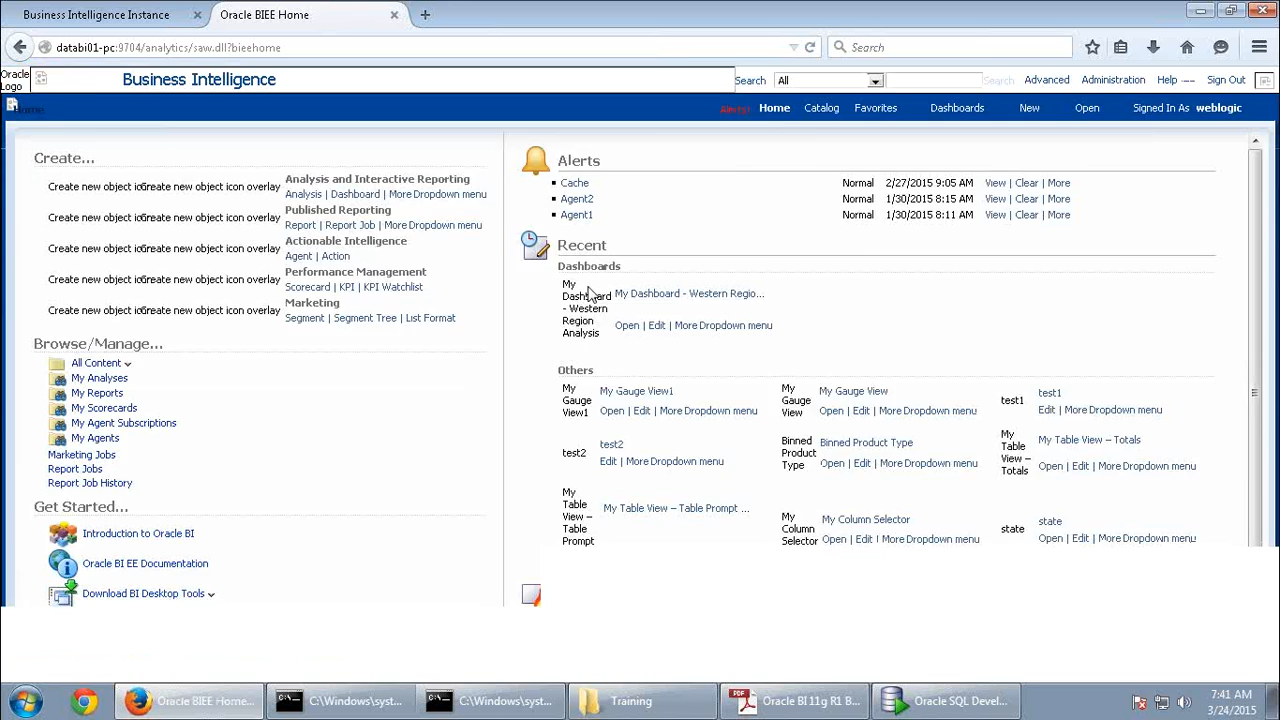 Business Intelligence Instance
Oracle BIEE Home
databi01-pc:9704/analytics/saw.dll?bieehome
Search
Oracle Logo
Business Intelligence
Search All Search Advanced Administration Help Sign Out
Home
Alerts! Home Catalog Favorites Dashboards New Open Signed In As weblogic
Create...
Create new object icon
Create new object icon overlay
Analysis and Interactive Reporting
Analysis | Dashboard | More Dropdown menu
Create new object icon
Create new object icon overlay
Published Reporting
Report | Report Job | More Dropdown menu
Create new object icon
Create new object icon overlay
Actionable Intelligence
Agent | Action
Create new object icon
Create new object icon overlay
Performance Management
Scorecard | KPI | KPI Watchlist
Create new object icon
Create new object icon overlay
Marketing
Segment | Segment Tree | List Format
Browse/Manage...
All Content
My Analyses
My Reports
My Scorecards
My Agent Subscriptions
My Agents
Marketing Jobs
Report Jobs
Report Job History
Get Started...
Introduction to Oracle BI
Oracle BI EE Documentation
Download BI Desktop Tools
Alerts
Cache Normal 2/27/2015 9:05 AM View | Clear | More
Agent2 Normal 1/30/2015 8:15 AM View | Clear | More
Agent1 Normal 1/30/2015 8:11 AM View | Clear | More
Recent
Dashboards
My
Dashboard
- Western
Region
Analysis
My Dashboard - Western Regio...
Open | Edit | More Dropdown menu
Others
My
Gauge
View1
My Gauge View1
Open | Edit | More Dropdown menu
My
Gauge
View
My Gauge View
Open | Edit | More Dropdown menu
test1
test1
Edit | More Dropdown menu
test2
test2
Edit | More Dropdown menu
Binned
Product
Type
Binned Product Type
Open | Edit | More Dropdown menu
My
Table
View –
Totals
My Table View – Totals
Open | Edit | More Dropdown menu
My
Table
View –
Table
Prompt
My Table View – Table Prompt ...
My
Column
Selector
My Column Selector
Open | Edit | More Dropdown menu
state
state
Open | Edit | More Dropdown menu
Oracle BIEE Home...
C:\Windows\syst...
C:\Windows\syst...
Training
Oracle BI 11g R1 B...
Oracle SQL Devel...
7:41 AM
3/24/2015